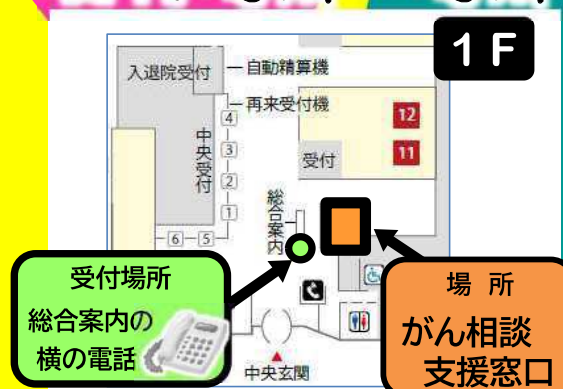 1F
入退院受付
自動精算機
再来受付機
中央受付
4
3
2
1
6
5
12
11
受付
総合案内
受付場所
総合案内の
横の電話
場所
がん相談
支援窓口
中央玄関